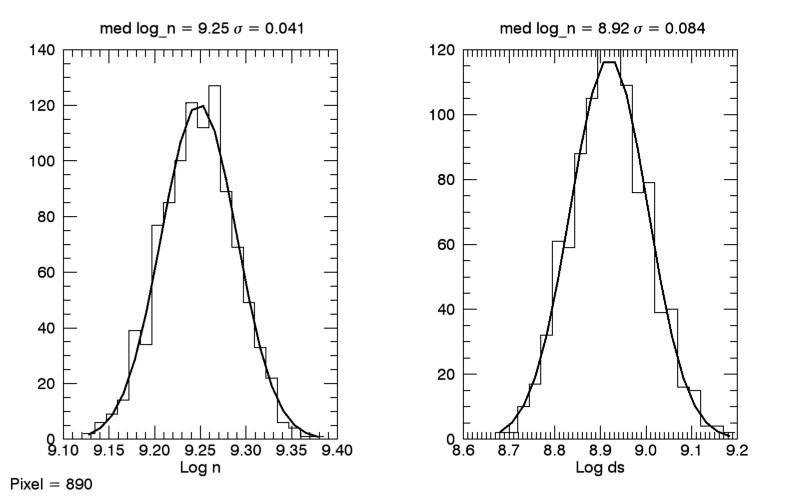 med log_n = 9.25 σ = 0.041
140
120
100
80
60
40
20
0
9.10 9.15 9.20 9.25 9.30 9.35 9.40
Log n
med log_n = 8.92 σ = 0.084
120
100
80
60
40
20
0
8.6 8.7 8.8 8.9 9.0 9.1 9.2
Log ds
Pixel = 890